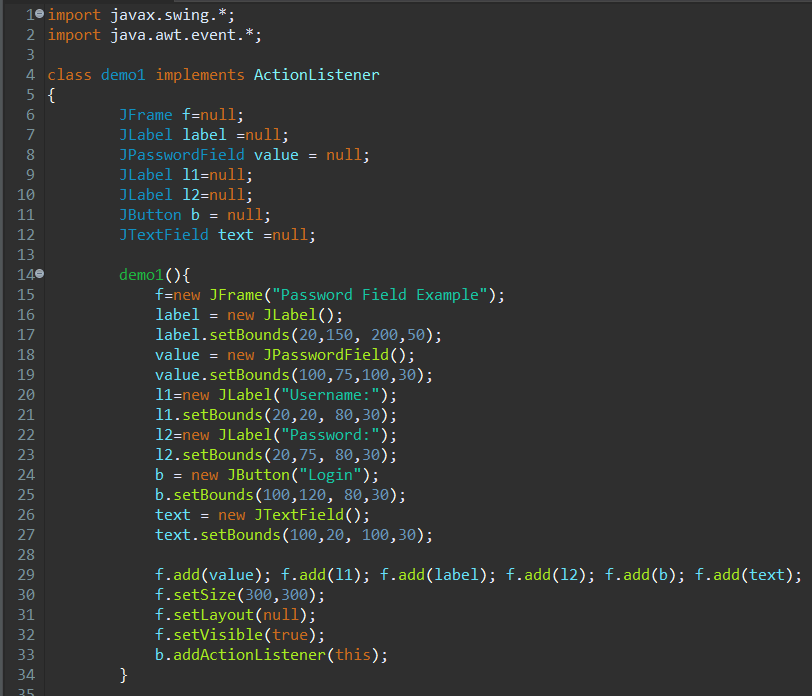 1 import javax.swing.*;
2 import java.awt.event.*;
3
4 class demo1 implements ActionListener
5 {
6         JFrame f=null;
7         JLabel label =null;
8         JPasswordField value = null;
9         JLabel l1=null;
10         JLabel l2=null;
11         JButton b = null;
12         JTextField text =null;
13
14         demo1(){
15             f=new JFrame("Password Field Example");
16             label = new JLabel();
17             label.setBounds(20,150, 200,50);
18             value = new JPasswordField();
19             value.setBounds(100,75,100,30);
20             l1=new JLabel("Username:");
21             l1.setBounds(20,20, 80,30);
22             l2=new JLabel("Password:");
23             l2.setBounds(20,75, 80,30);
24             b = new JButton("Login");
25             b.setBounds(100,120, 80,30);
26             text = new JTextField();
27             text.setBounds(100,20, 100,30);
28
29             f.add(value); f.add(l1); f.add(label); f.add(l2); f.add(b); f.add(text);
30             f.setSize(300,300);
31             f.setLayout(null);
32             f.setVisible(true);
33             b.addActionListener(this);
34         }
35